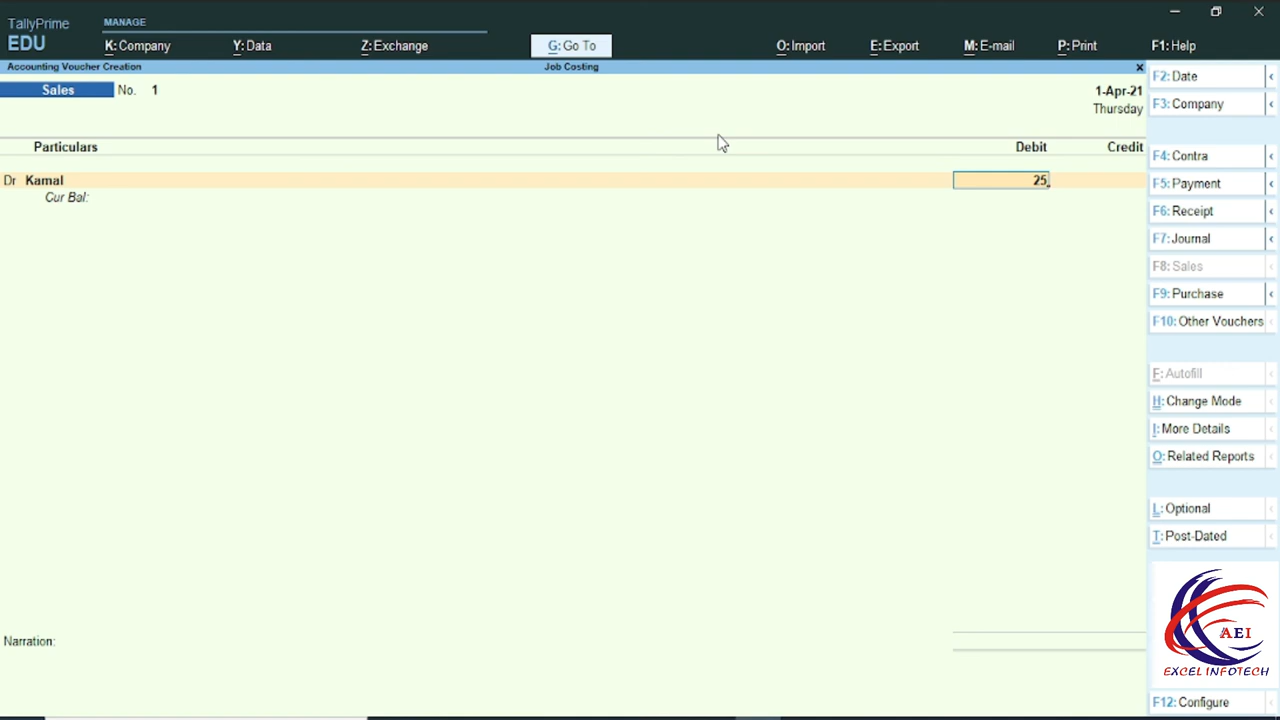 TallyPrime
EDU
MANAGE
K: Company
Y: Data
Z: Exchange
G: Go To
O: Import
E: Export
M: E-mail
P: Print
F1: Help
Accounting Voucher Creation
Job Costing
Sales No. 1
1-Apr-21
Thursday
Particulars
Debit
Credit
Dr Kamal 25
Cur Bal:
Narration:
F2: Date
F3: Company
F4: Contra
F5: Payment
F6: Receipt
F7: Journal
F8: Sales
F9: Purchase
F10: Other Vouchers
F: Autofill
H: Change Mode
I: More Details
O: Related Reports
L: Optional
T: Post-Dated
AEI
EXCEL INFOTECH
F12: Configure